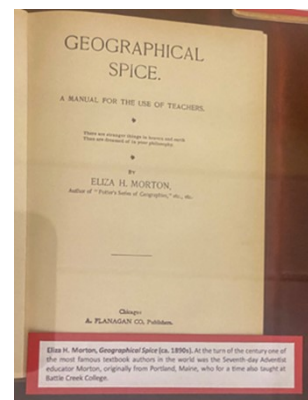 GEOGRAPHICAL
SPICE.
A MANUAL FOR THE USE OF TEACHERS.
There are stranger things in heaven and earth
Than are dreamed of in your philosophy.
BY
ELIZA H. MORTON,
Author of "Potter's Series of Geographies," etc., etc.
Chicago
A. FLANAGAN CO, Publishers.
Eliza H. Morton, Geographical Spice (ca. 1890s). At the turn of the century one of
the most famous textbook authors in the world was the Seventh-day Adventist
educator Morton, originally from Portland, Maine, who for a time also taught at
Battle Creek College.